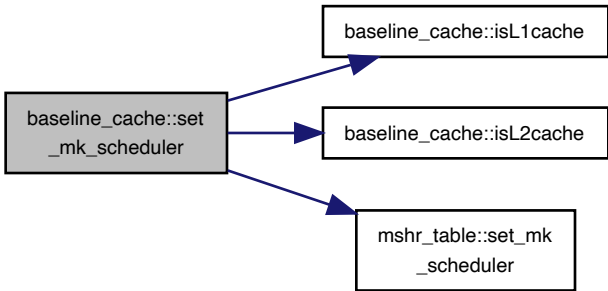 baseline_cache::isL1cache
baseline_cache::set
_mk_scheduler
baseline_cache::isL2cache
mshr_table::set_mk
_scheduler